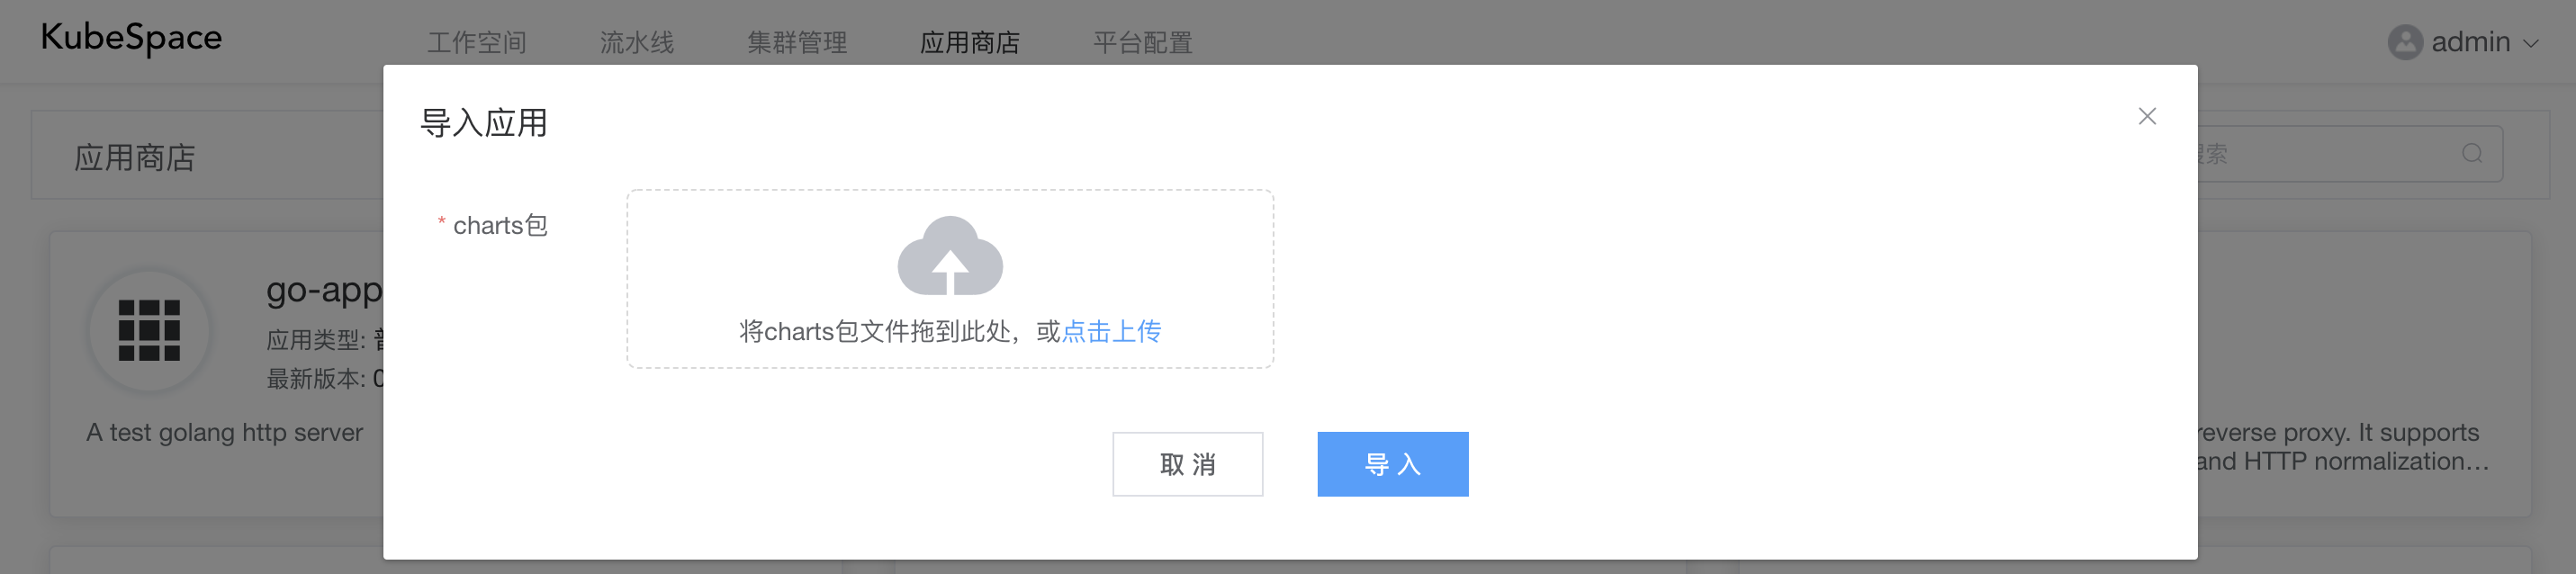 KubeSpace 工作空间 流水线 集群管理 应用商店 平台配置 admin
导入应用
应用商店
搜索
* charts包
将charts包文件拖到此处，或点击上传
go-app
应用类型:
最新版本: 0
A test golang http server
reverse proxy. It supports
and HTTP normalization...
取 消 导 入